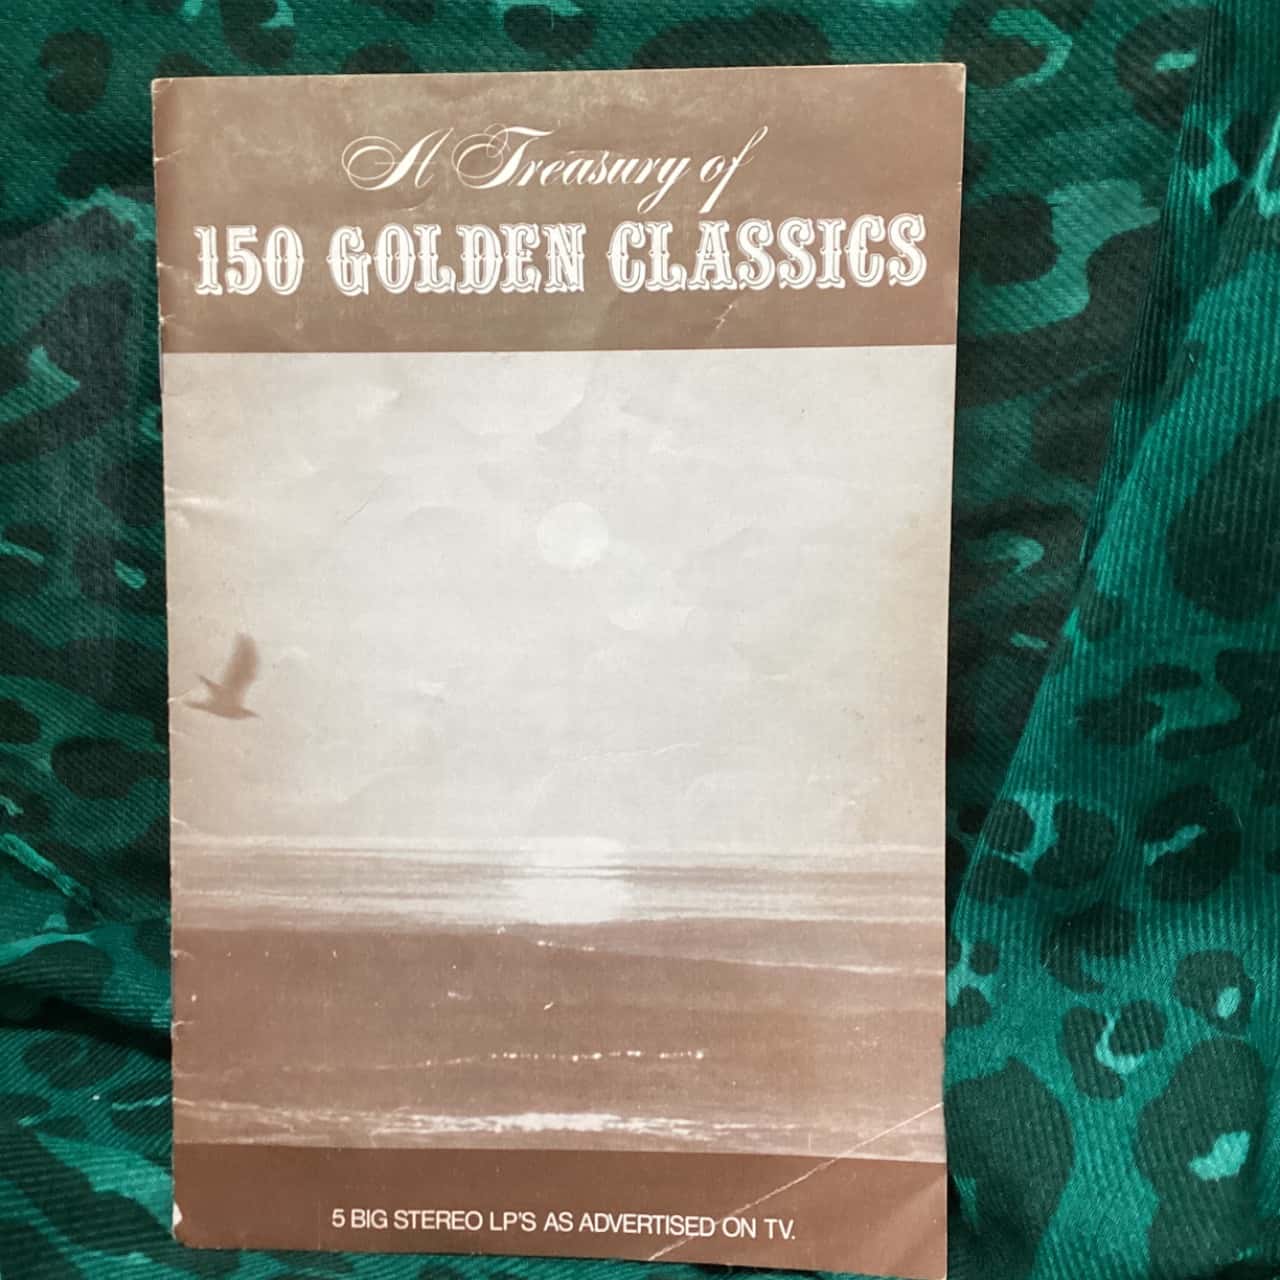 A Treasury of
150 GOLDEN CLASSICS
5 BIG STEREO LP'S AS ADVERTISED ON TV.